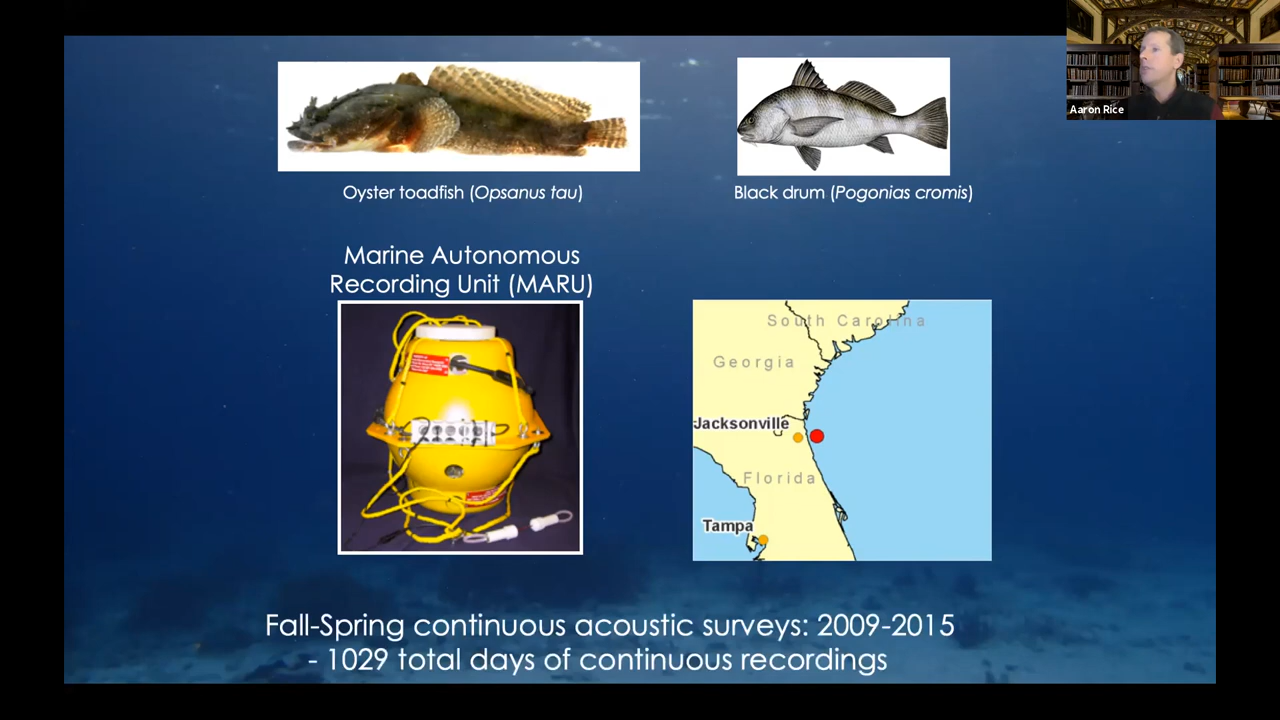 Aaron Rice
Oyster toadfish (Opsanus tau)
Black drum (Pogonias cromis)
Marine Autonomous
Recording Unit (MARU)
South Carolina
Georgia
Jacksonville
Florida
Tampa
Fall-Spring continuous acoustic surveys: 2009-2015
- 1029 total days of continuous recordings